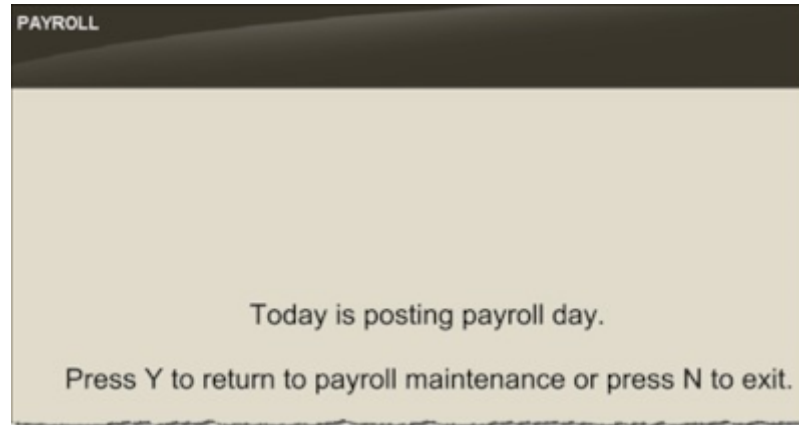 PAYROLL
Today is posting payroll day.
Press Y to return to payroll maintenance or press N to exit.